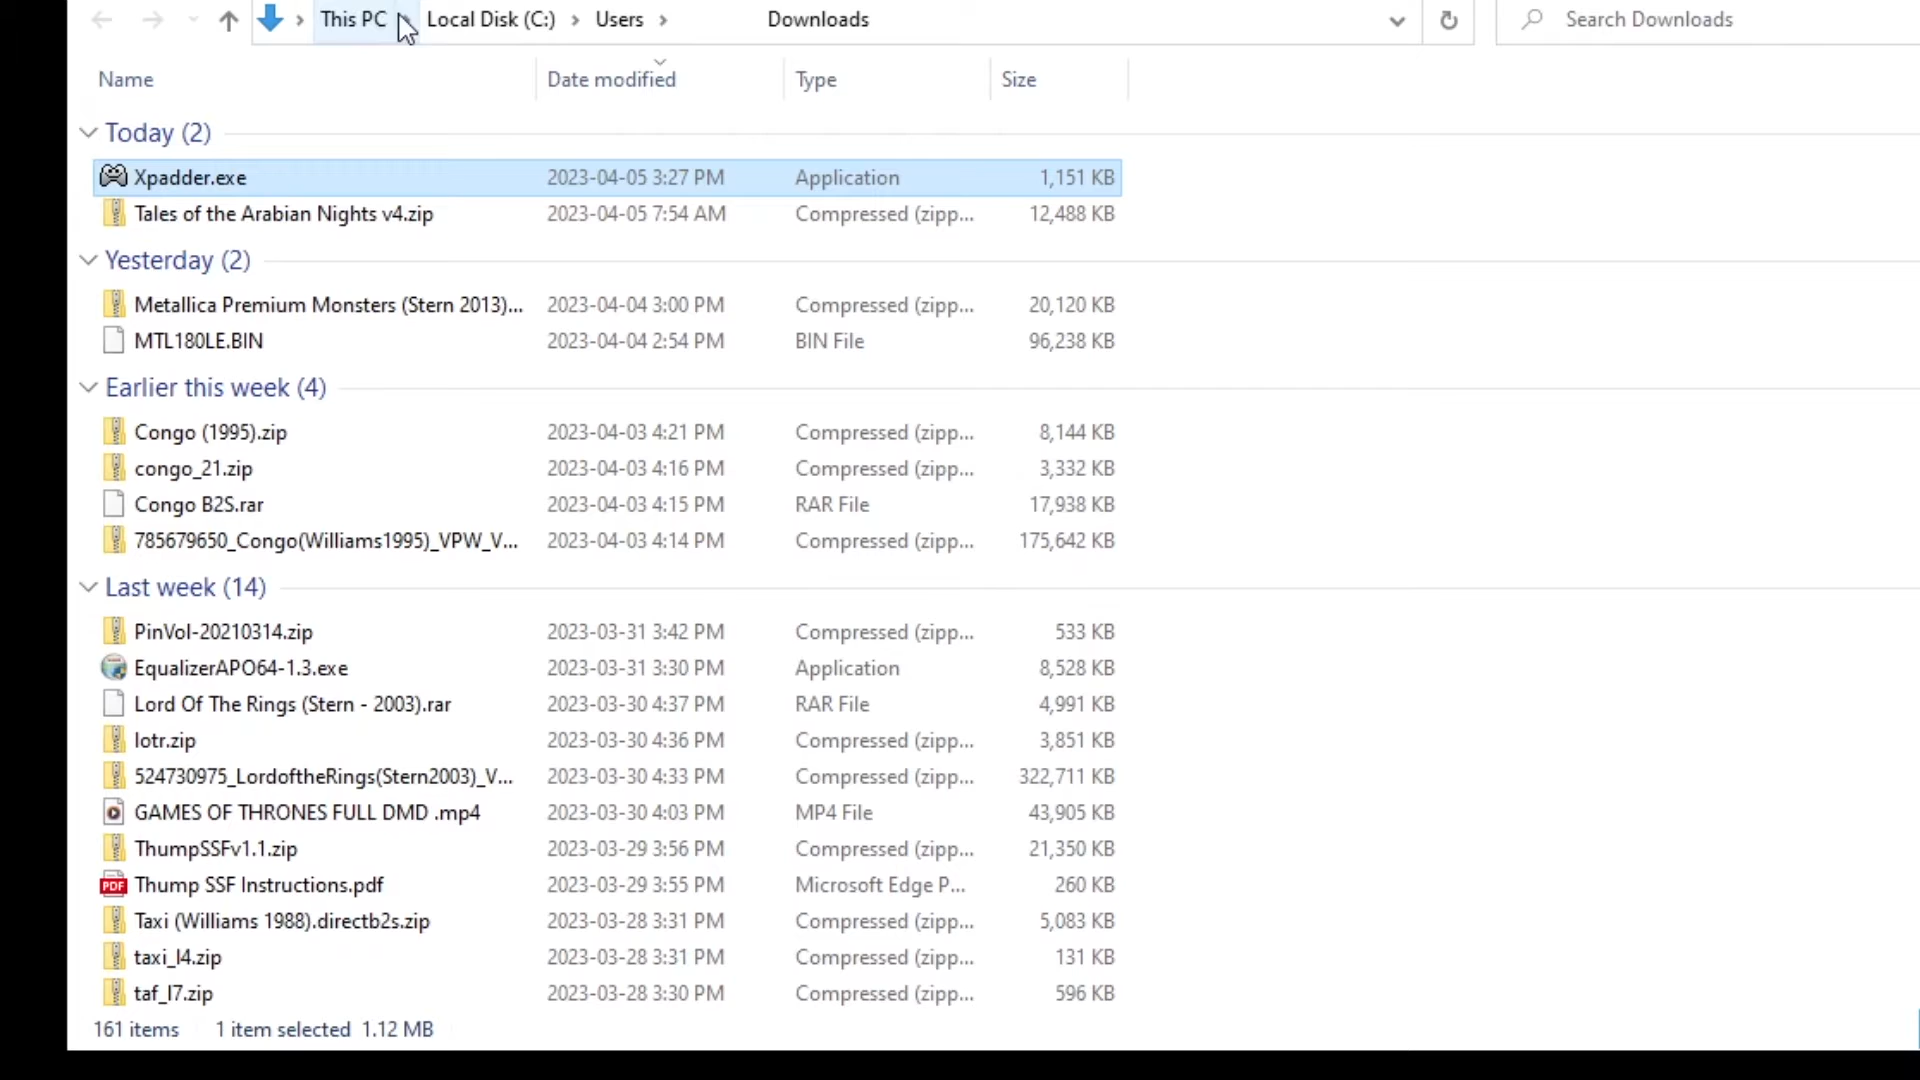 This PC Local Disk (C:) Users Downloads Search Downloads
Name Date modified Type Size
Today (2)
Xpadder.exe 2023-04-05 3:27 PM Application 1,151 KB
Tales of the Arabian Nights v4.zip 2023-04-05 7:54 AM Compressed (zipp... 12,488 KB
Yesterday (2)
Metallica Premium Monsters (Stern 2013)... 2023-04-04 3:00 PM Compressed (zipp... 20,120 KB
MTL180LE.BIN 2023-04-04 2:54 PM BIN File 96,238 KB
Earlier this week (4)
Congo (1995).zip 2023-04-03 4:21 PM Compressed (zipp... 8,144 KB
congo_21.zip 2023-04-03 4:16 PM Compressed (zipp... 3,332 KB
Congo B2S.rar 2023-04-03 4:15 PM RAR File 17,938 KB
785679650_Congo(Williams1995)_VPW_V... 2023-04-03 4:14 PM Compressed (zipp... 175,642 KB
Last week (14)
PinVol-20210314.zip 2023-03-31 3:42 PM Compressed (zipp... 533 KB
EqualizerAPO64-1.3.exe 2023-03-31 3:30 PM Application 8,528 KB
Lord Of The Rings (Stern - 2003).rar 2023-03-30 4:37 PM RAR File 4,991 KB
lotr.zip 2023-03-30 4:36 PM Compressed (zipp... 3,851 KB
524730975_LordoftheRings(Stern2003)_V... 2023-03-30 4:33 PM Compressed (zipp... 322,711 KB
GAMES OF THRONES FULL DMD .mp4 2023-03-30 4:03 PM MP4 File 43,905 KB
ThumpSSFv1.1.zip 2023-03-29 3:56 PM Compressed (zipp... 21,350 KB
PDF Thump SSF Instructions.pdf 2023-03-29 3:55 PM Microsoft Edge P... 260 KB
Taxi (Williams 1988).directb2s.zip 2023-03-28 3:31 PM Compressed (zipp... 5,083 KB
taxi_l4.zip 2023-03-28 3:31 PM Compressed (zipp... 131 KB
taf_l7.zip 2023-03-28 3:30 PM Compressed (zipp... 596 KB
161 items 1 item selected 1.12 MB